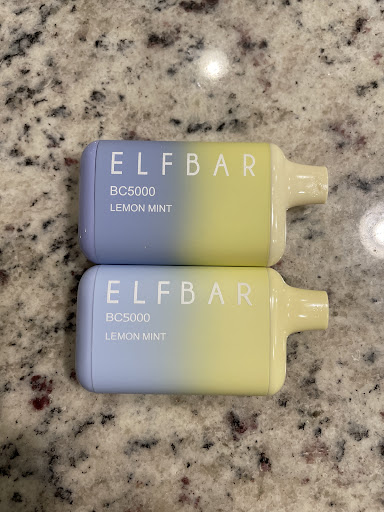 ELFBAR
BC5000
LEMON MINT
ELFBAR
BC5000
LEMON MINT